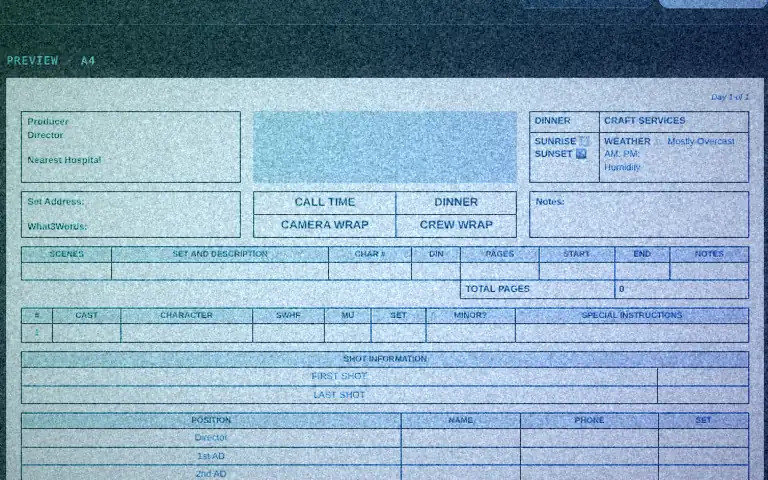 PREVIEW / A4
Day 1 of 1
Producer
Director
Nearest Hospital
DINNER
CRAFT SERVICES
SUNRISE
SUNSET
WEATHER
Mostly Overcast
AM: PM:
Humidity
Set Address:
What3Words:
CALL TIME
DINNER
CAMERA WRAP
CREW WRAP
Notes:
SCENES SET AND DESCRIPTION CHAR # D/N PAGES START END NOTES
TOTAL PAGES 0
# CAST CHARACTER SWHF MU SET MINOR? SPECIAL INSTRUCTIONS
1
SHOT INFORMATION
FIRST SHOT
LAST SHOT
POSITION NAME PHONE SET
Director
1st AD
2nd AD